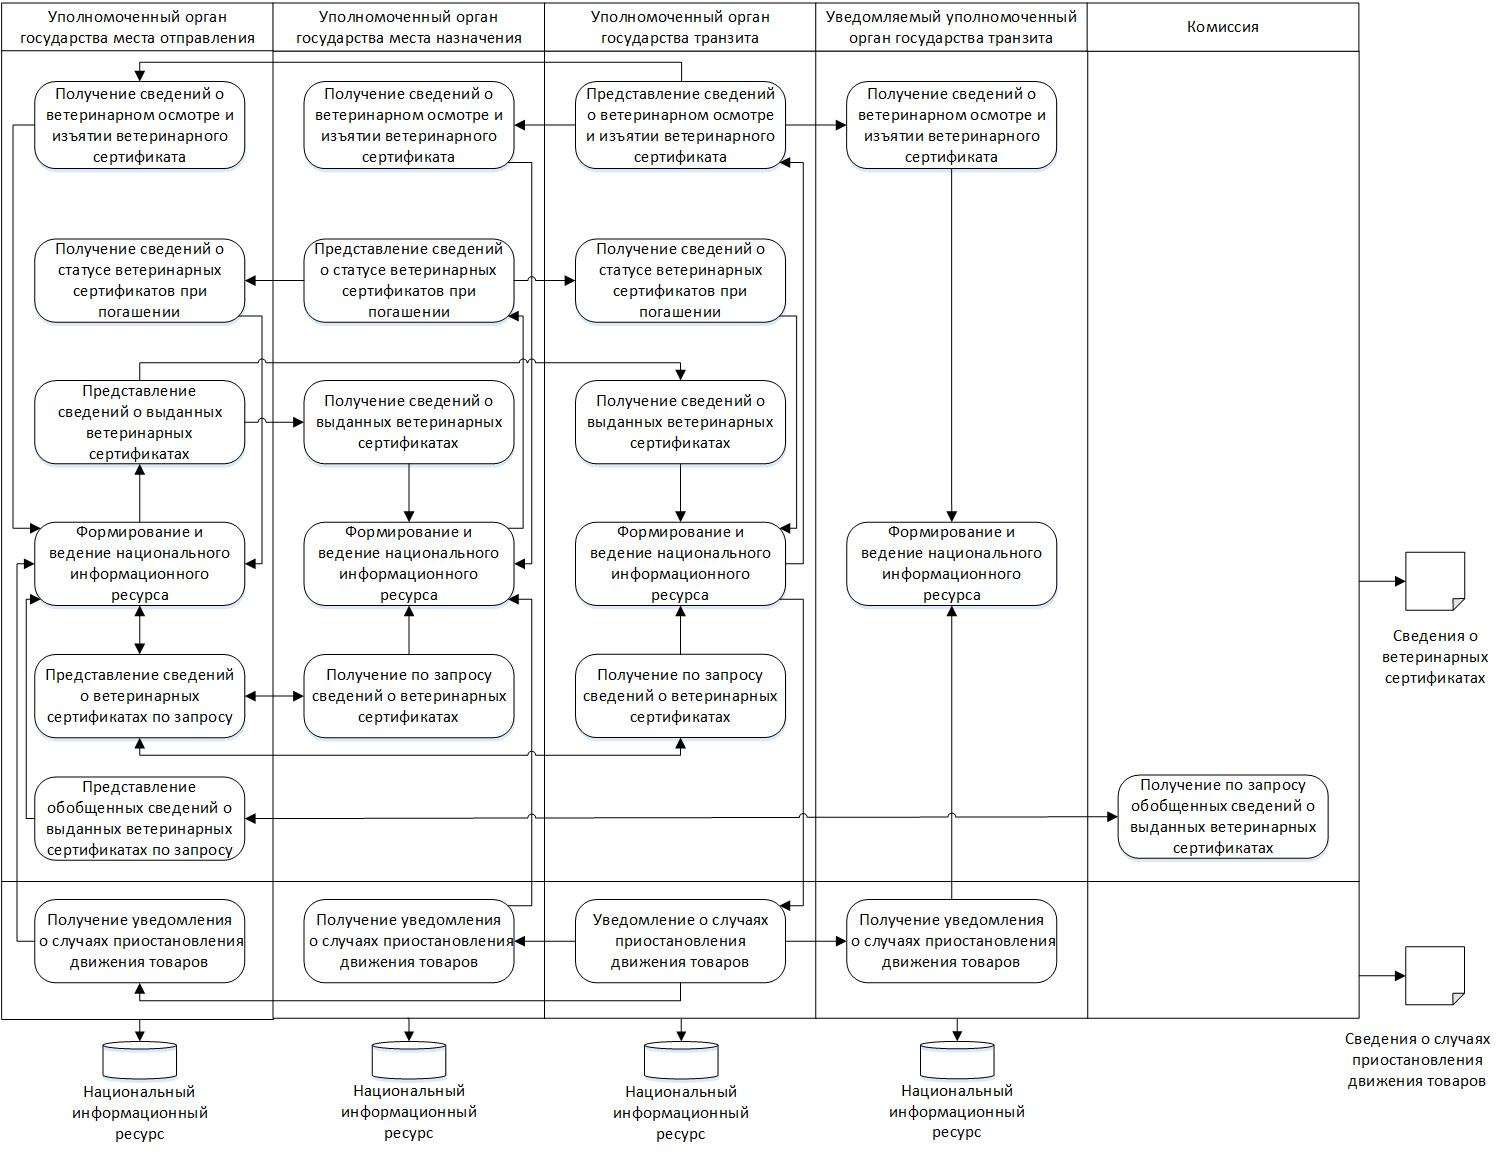 Уполномоченный орган
государства места отправления
Уполномоченный орган
государства места назначения
Уполномоченный орган
государства транзита
Уведомляемый уполномоченный
орган государства транзита
Комиссия
Получение сведений о
ветеринарном осмотре и
изъятии ветеринарного
сертификата
Получение сведений о
ветеринарном осмотре и
изъятии ветеринарного
сертификата
Представление сведений
о ветеринарном осмотре
и изъятии ветеринарного
сертификата
Получение сведений о
ветеринарном осмотре и
изъятии ветеринарного
сертификата
Получение сведений о
статусе ветеринарных
сертификатов при
погашении
Представление сведений
о статусе ветеринарных
сертификатов при
погашении
Получение сведений о
статусе ветеринарных
сертификатов при
погашении
Представление
сведений о выданных
ветеринарных
сертификатах
Получение сведений о
выданных ветеринарных
сертификатах
Получение сведений о
выданных ветеринарных
сертификатах
Формирование и
ведение национального
информационного
ресурса
Формирование и
ведение национального
информационного
ресурса
Формирование и
ведение национального
информационного
ресурса
Формирование и
ведение национального
информационного
ресурса
Сведения о
ветеринарных
сертификатах
Представление сведений
о ветеринарных
сертификатах по запросу
Получение по запросу
сведений о ветеринарных
сертификатах
Получение по запросу
сведений о ветеринарных
сертификатах
Представление
обобщенных сведений о
выданных ветеринарных
сертификатах по запросу
Получение по запросу
обобщенных сведений о
выданных ветеринарных
сертификатах
Получение уведомления
о случаях приостановления
движения товаров
Получение уведомления
о случаях приостановления
движения товаров
Уведомление о случаях
приостановления
движения товаров
Получение уведомления
о случаях приостановления
движения товаров
Сведения о случаях
приостановления
движения товаров
Национальный
информационный
ресурс
Национальный
информационный
ресурс
Национальный
информационный
ресурс
Национальный
информационный
ресурс